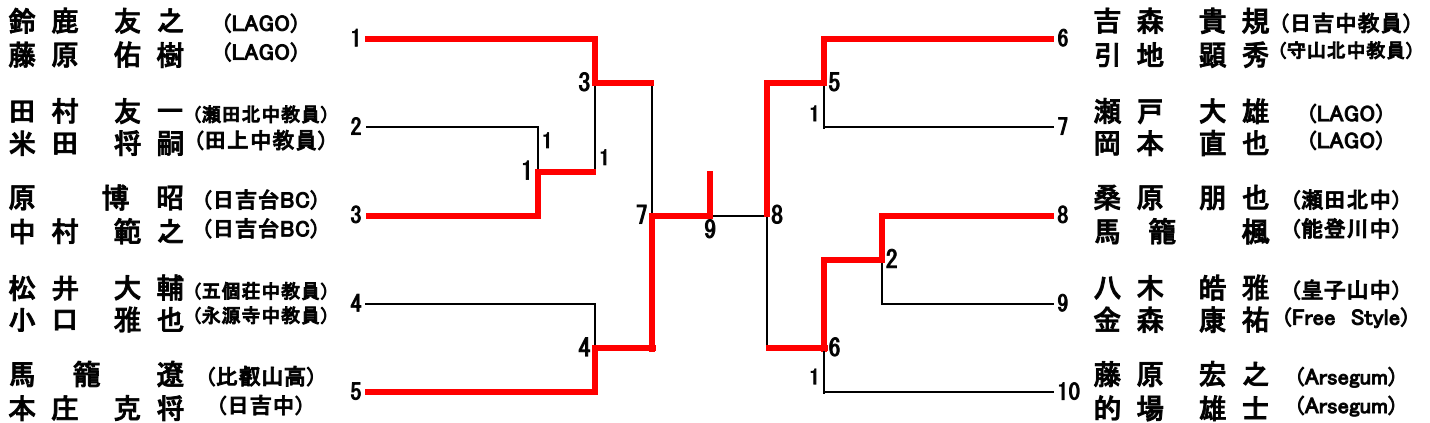 鈴鹿 友之 (LAGO)
藤原 佑樹 (LAGO)
1
田村 友一 (瀬田北中教員)
米田 将嗣 (田上中教員)
2
原 博昭 (日吉台BC)
中村 範之 (日吉台BC)
3
松井 大輔 (五個荘中教員)
小口 雅也 (永源寺中教員)
4
馬籠 遼 (比叡山高)
本庄 克将 (日吉中)
5
3
1
1
1
4
7
9
8
5
1
2
6
1
6
吉森 貴規 (日吉中教員)
引地 顕秀 (守山北中教員)
7
瀬戸 大雄 (LAGO)
岡本 直也 (LAGO)
8
桑原 朋也 (瀬田北中)
馬籠 楓 (能登川中)
9
八木 皓雅 (皇子山中)
金森 康祐 (Free Style)
10
藤原 宏之 (Arsegum)
的場 雄士 (Arsegum)